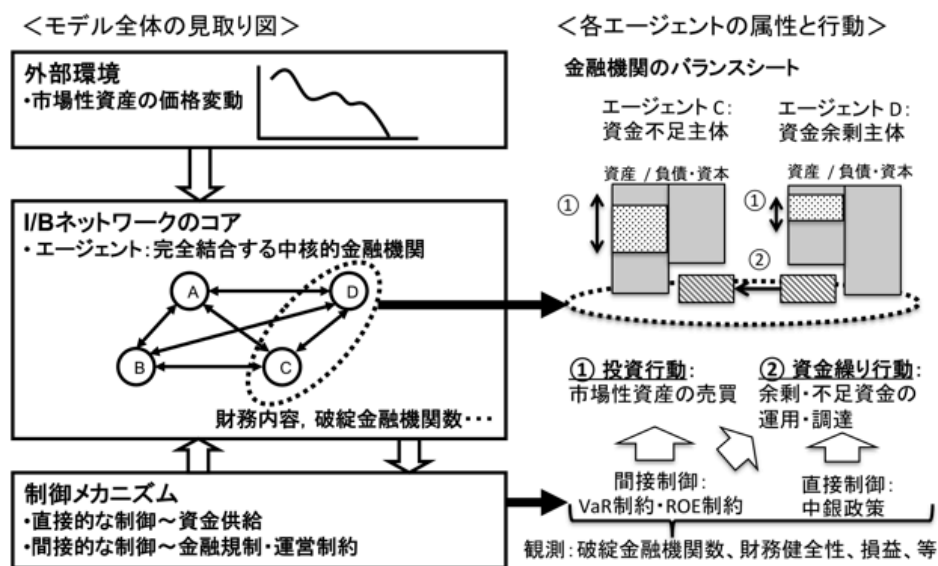 ＜モデル全体の見取り図＞
外部環境
・市場性資産の価格変動
I/Bネットワークのコア
・エージェント：完全結合する中核的金融機関
A
D
B
C
財務内容，破綻金融機関数・・・
制御メカニズム
・直接的な制御～資金供給
・間接的な制御～金融規制・運営制約
＜各エージェントの属性と行動＞
金融機関のバランスシート
エージェントC：
資金不足主体
エージェントD：
資金余剰主体
資産 / 負債・資本
資産 / 負債・資本
①
①
②
① 投資行動：
市場性資産の売買
② 資金繰り行動：
余剰・不足資金の
運用・調達
間接制御：
VaR制約・ROE制約
直接制御：
中銀政策
観測：破綻金融機関数、財務健全性、損益、等